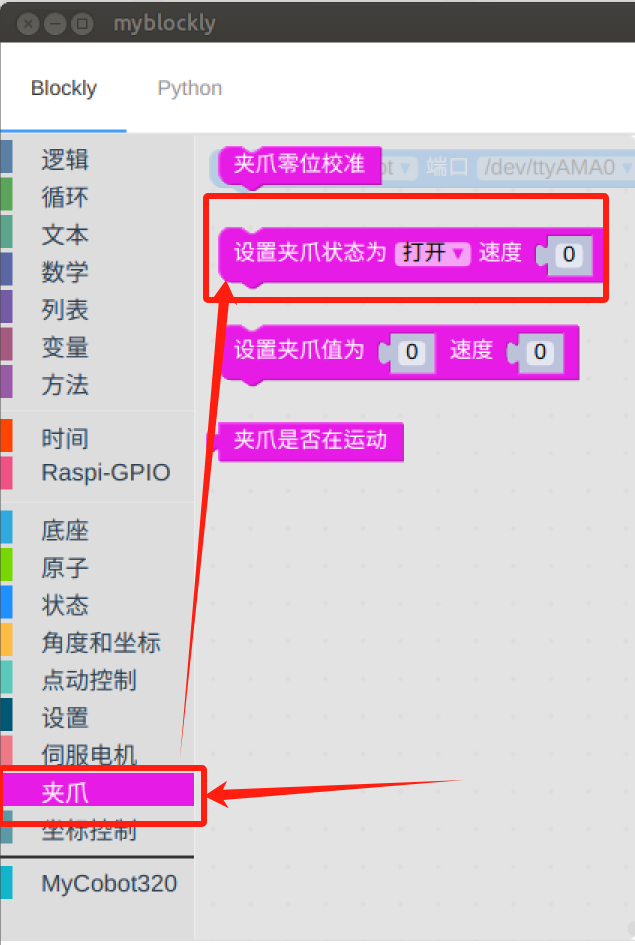 myblockly
Blockly Python
逻辑
循环
文本
数学
列表
变量
方法
时间
Raspi-GPIO
底座
原子
状态
角度和坐标
点动控制
设置
伺服电机
夹爪
坐标控制
MyCobot320
夹爪零位校准 ot 端口 /dev/ttyAMA0
设置夹爪状态为 打开 速度 0
设置夹爪值为 0 速度 0
夹爪是否在运动